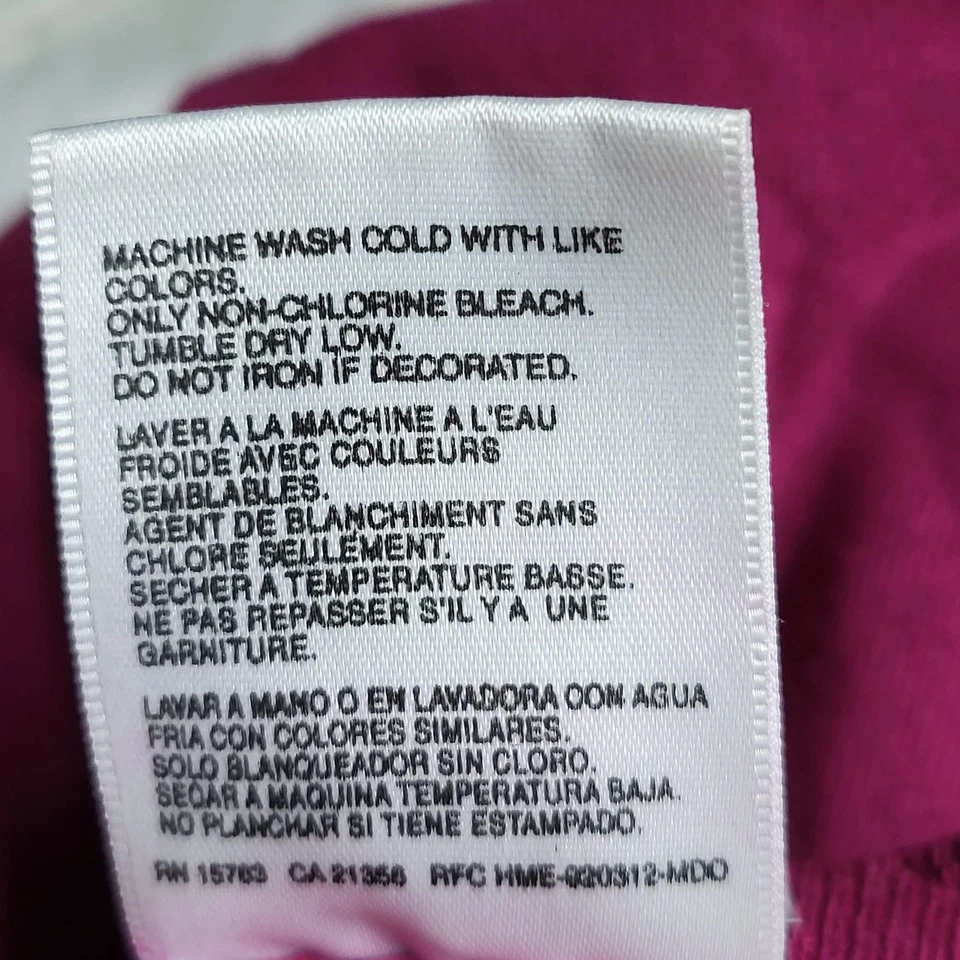 MACHINE WASH COLD WITH LIKE
COLORS.
ONLY NON-CHLORINE BLEACH.
TUMBLE DRY LOW.
DO NOT IRON IF DECORATED.
LAVER A LA MACHINE A L'EAU
FROIDE AVEC COULEURS
SEMBLABLES.
AGENT DE BLANCHIMENT SANS
CHLORE SEULEMENT.
SECHER A TEMPERATURE BASSE.
NE PAS REPASSER S'IL Y A UNE
GARNITURE.
LAVAR A MANO O EN LAVADORA CON AGUA
FRIA CON COLORES SIMILARES.
SOLO BLANQUEADOR SIN CLORO.
SECAR A MAQUINA TEMPERATURA BAJA.
NO PLANCHAR SI TIENE ESTAMPADO.
RN 15763 CA 21356 RFC HME-920312-MDO